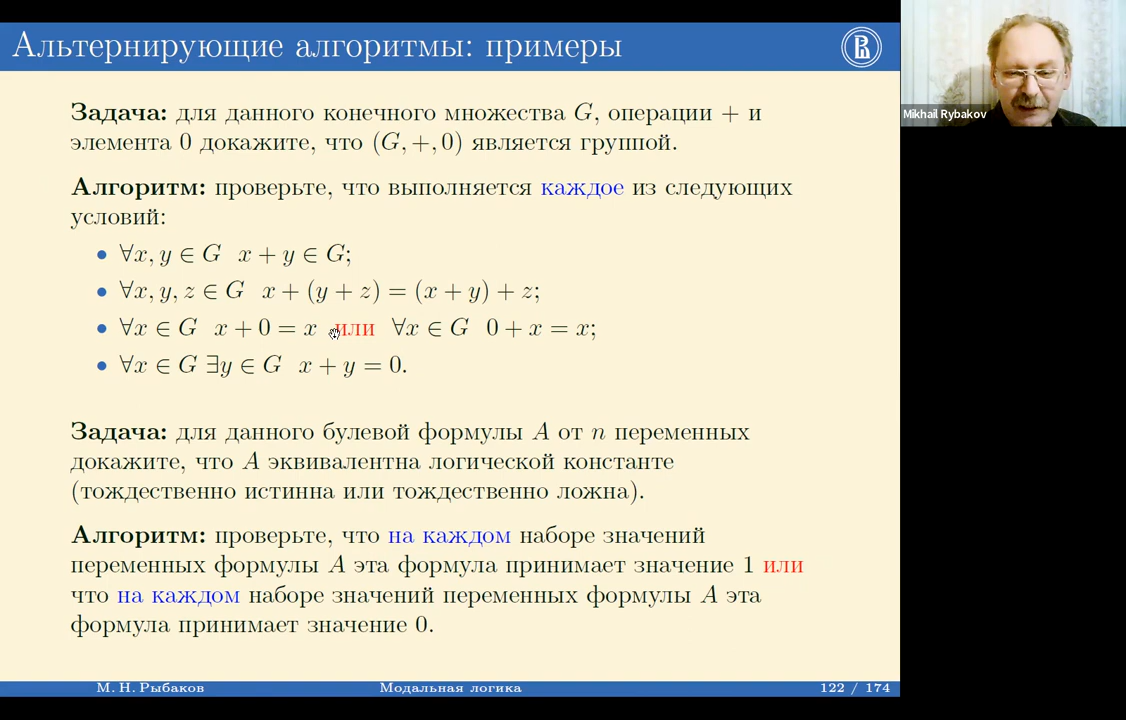 Альтернирующие алгоритмы: примеры
Mikhail Rybakov
Задача: для данного конечного множества G, операции + и
элемента 0 докажите, что (G, +, 0) является группой.
Алгоритм: проверьте, что выполняется каждое из следующих
условий:
• ∀x, y ∈ G x + y ∈ G;
• ∀x, y, z ∈ G x + (y + z) = (x + y) + z;
• ∀x ∈ G x + 0 = x или ∀x ∈ G 0 + x = x;
• ∀x ∈ G ∃y ∈ G x + y = 0.
Задача: для данного булевой формулы A от n переменных
докажите, что A эквивалентна логической константе
(тождественно истинна или тождественно ложна).
Алгоритм: проверьте, что на каждом наборе значений
переменных формулы A эта формула принимает значение 1 или
что на каждом наборе значений переменных формулы A эта
формула принимает значение 0.
М. Н. Рыбаков Модальная логика 122 / 174